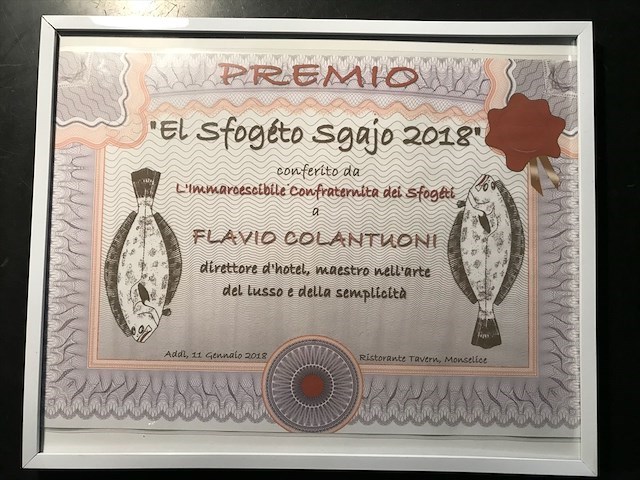 PREMIO
"El Sfogéto Sgajo 2018"
conferito da
L'Immaroescibile Confraternita dei Sfogéti
a
FLAVIO COLANTUONI
direttore d'hotel, maestro nell'arte
del lusso e della semplicità
Addì, 11 Gennaio 2018 Ristorante Tavern, Monselice